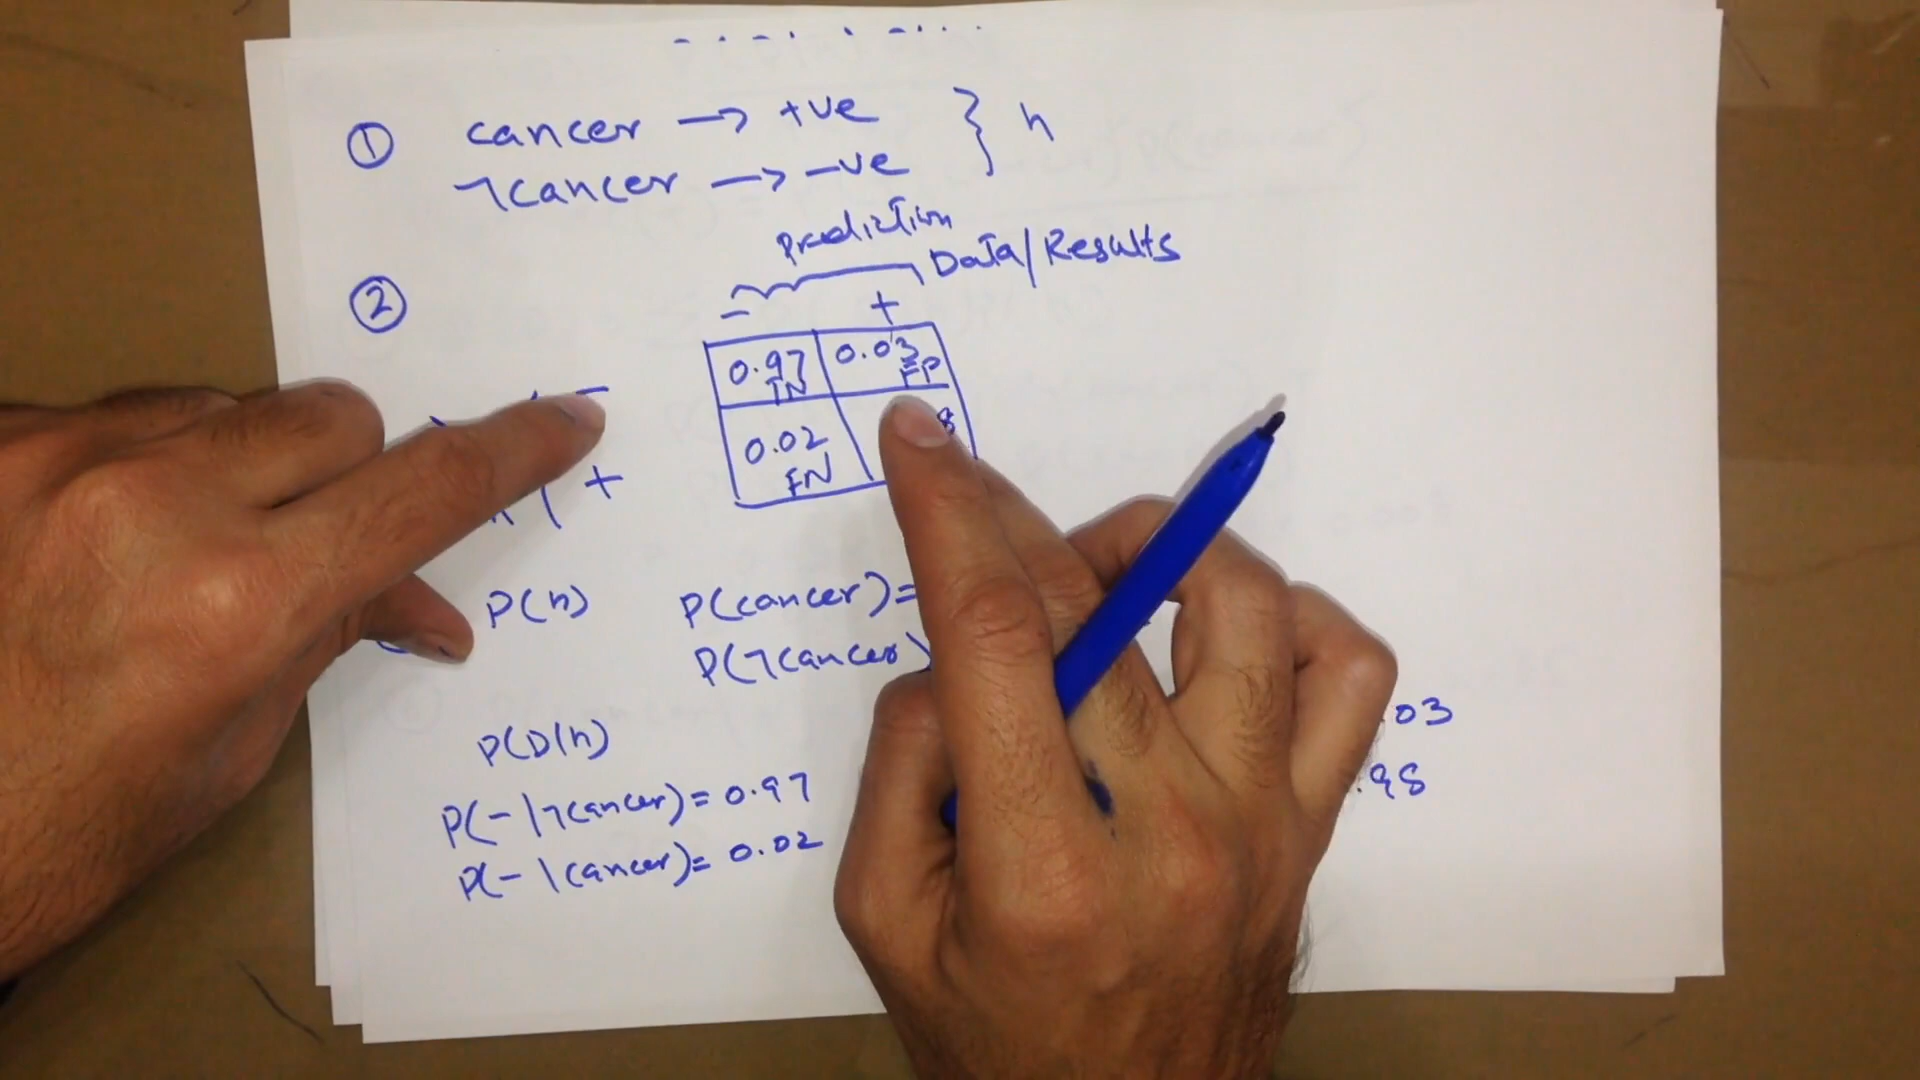 ① cancer → +ve } h
¬cancer → -ve
prediction
Data/Results
②
- +
0.97 0.03
TN FP
-
0.02 8
FN
+
P(h) P(cancer)=
P(¬cancer)
P(D|h)
.03
P(-|¬cancer)= 0.97
.98
P(-|cancer)= 0.02